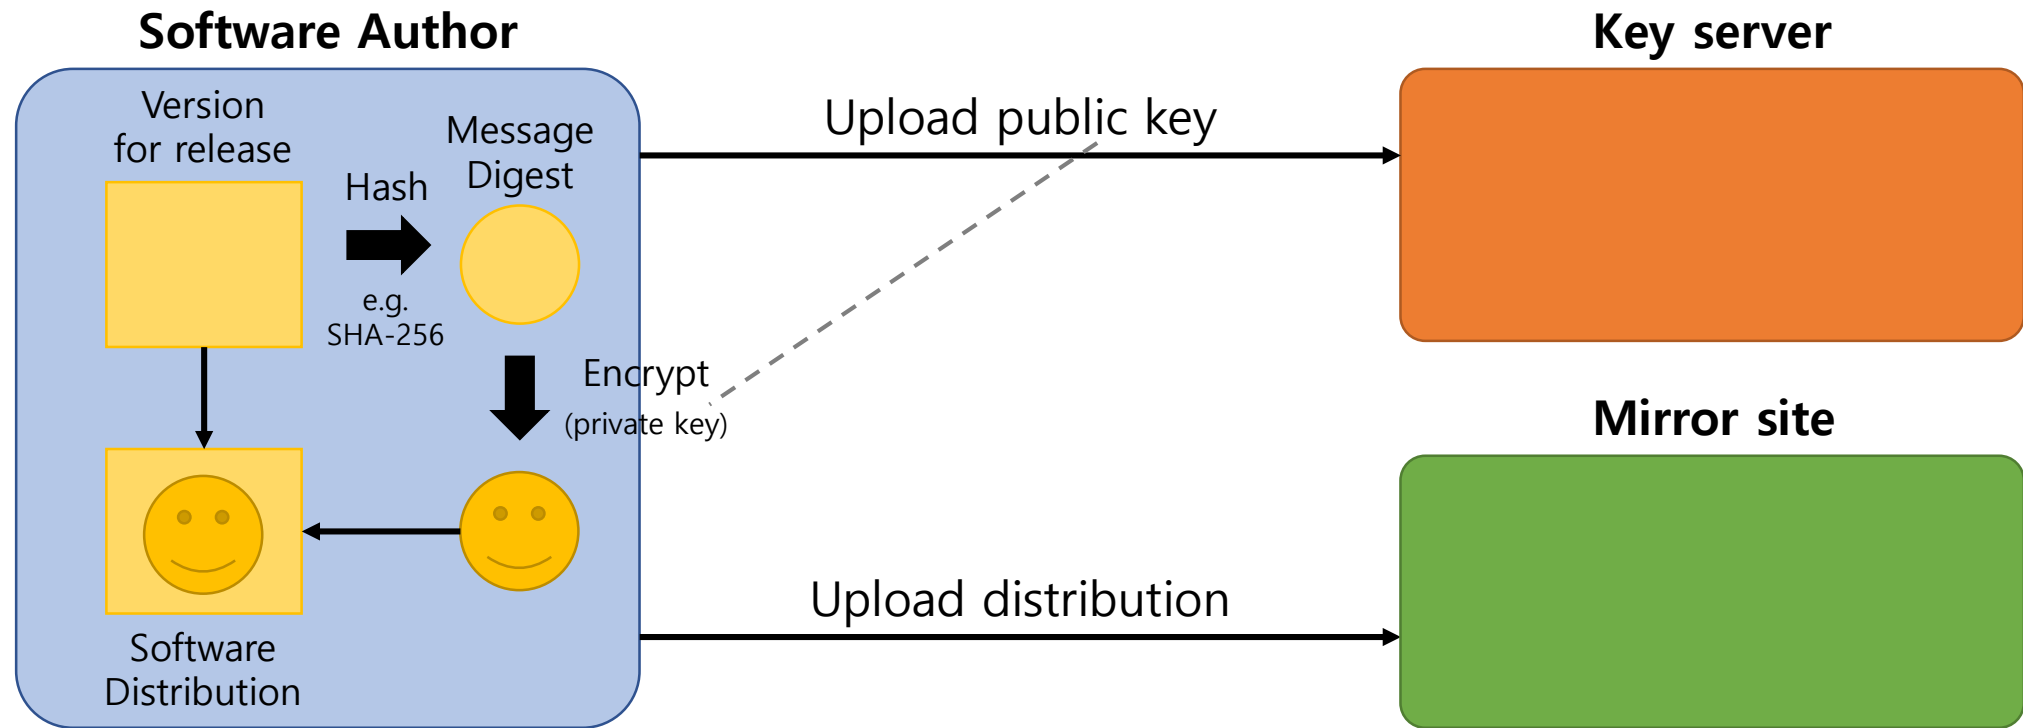 Software Author
Key server
Version
for release
Message
Digest
Hash
e.g.
SHA-256
Upload public key
Encrypt
(private key)
Mirror site
Upload distribution
Software
Distribution